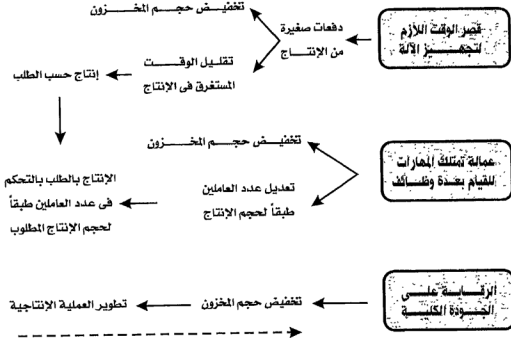 قصر الوقت اللازم
لتجهيز الآلة
دفعات صغيرة
من الإنتاج
تخفيض حجم المخزون
تقليل الوقت
المستغرق فى الإنتاج
إنتاج حسب الطلب
عمالة تمتلك المهارات
للقيام بعدة وظائف
تخفيض حجم المخزون
تعديل عدد العاملين
طبقاً لحجم الإنتاج
الإنتاج بالطلب بالتحكم
فى عدد العاملين طبقاً
لحجم الإنتاج المطلوب
الرقابة على
الجودة الكلية
تخفيض حجم المخزون
تطوير العملية الإنتاجية